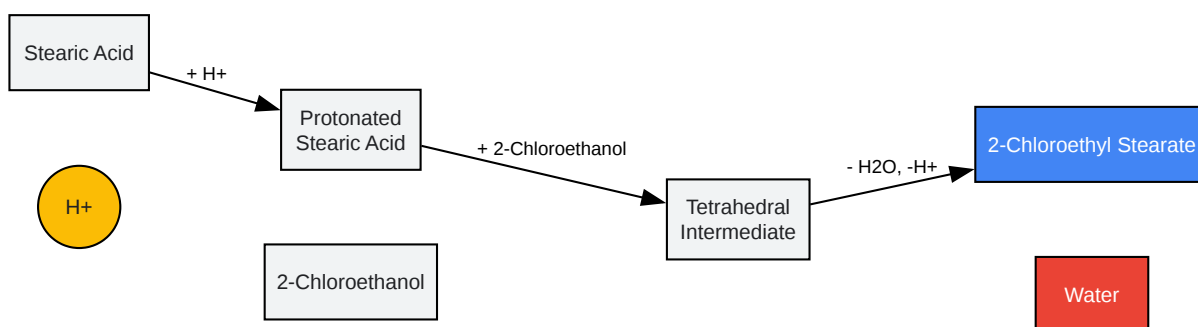 Stearic Acid
+ H+
Protonated
Stearic Acid
+ 2-Chloroethanol
- H2O, -H+
2-Chloroethyl Stearate
H+
Tetrahedral
Intermediate
2-Chloroethanol
Water